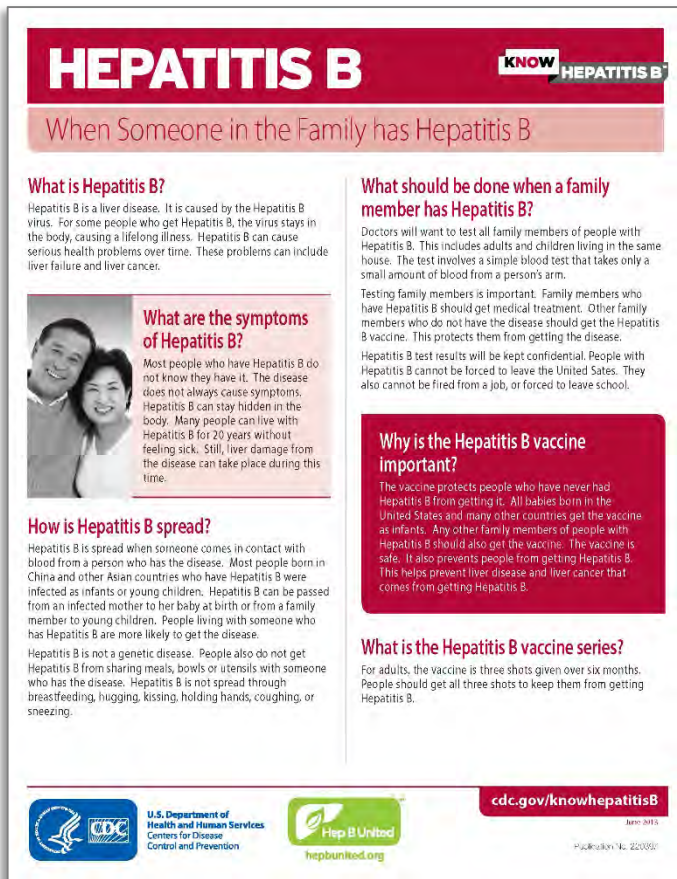 HEPATITIS B
KNOW
HEPATITIS B™
When Someone in the Family has Hepatitis B
What is Hepatitis B?
Hepatitis B is a liver disease. It is caused by the Hepatitis B
virus. For some people who get Hepatitis B, the virus stays in
the body, causing a lifelong illness. Hepatitis B can cause
serious health problems over time. These problems can include
liver failure and liver cancer.
What are the symptoms
of Hepatitis B?
Most people who have Hepatitis B do
not know they have it. The disease
does not always cause symptoms.
Hepatitis B can stay hidden in the
body. Many people can live with
Hepatitis B for 20 years without
feeling sick. Still, liver damage from
the disease can take place during this
time.
How is Hepatitis B spread?
Hepatitis B is spread when someone comes in contact with
blood from a person who has the disease. Most people born in
China and other Asian countries who have Hepatitis B were
infected as infants or young children. Hepatitis B can be passed
from an infected mother to her baby at birth or from a family
member to young children. People living with someone who
has Hepatitis B are more likely to get the disease.
Hepatitis B is not a genetic disease. People also do not get
Hepatitis B from sharing meals, bowls or utensils with someone
who has the disease. Hepatitis B is not spread through
breastfeeding, hugging, kissing, holding hands, coughing, or
sneezing.
What should be done when a family
member has Hepatitis B?
Doctors will want to test all family members of people with
Hepatitis B. This includes adults and children living in the same
house. The test involves a simple blood test that takes only a
small amount of blood from a person's arm.
Testing family members is important. Family members who
have Hepatitis B should get medical treatment. Other family
members who do not have the disease should get the Hepatitis
B vaccine. This protects them from getting the disease.
Hepatitis B test results will be kept confidential. People with
Hepatitis B cannot be forced to leave the United Sates. They
also cannot be fired from a job, or forced to leave school.
Why is the Hepatitis B vaccine
important?
The vaccine protects people who have never had
Hepatitis B from getting it. All babies born in the
United States and many other countries get the vaccine
as infants. Any other family members of people with
Hepatitis B should also get the vaccine. The vaccine is
safe. It also prevents people from getting Hepatitis B.
This helps prevent liver disease and liver cancer that
comes from getting Hepatitis B.
What is the Hepatitis B vaccine series?
For adults, the vaccine is three shots given over six months.
People should get all three shots to keep them from getting
Hepatitis B.
CDC
U.S. Department of
Health and Human Services
Centers for Disease
Control and Prevention
Hep B United
hepbunited.org
cdc.gov/knowhepatitisB
June 2013
Publication No.